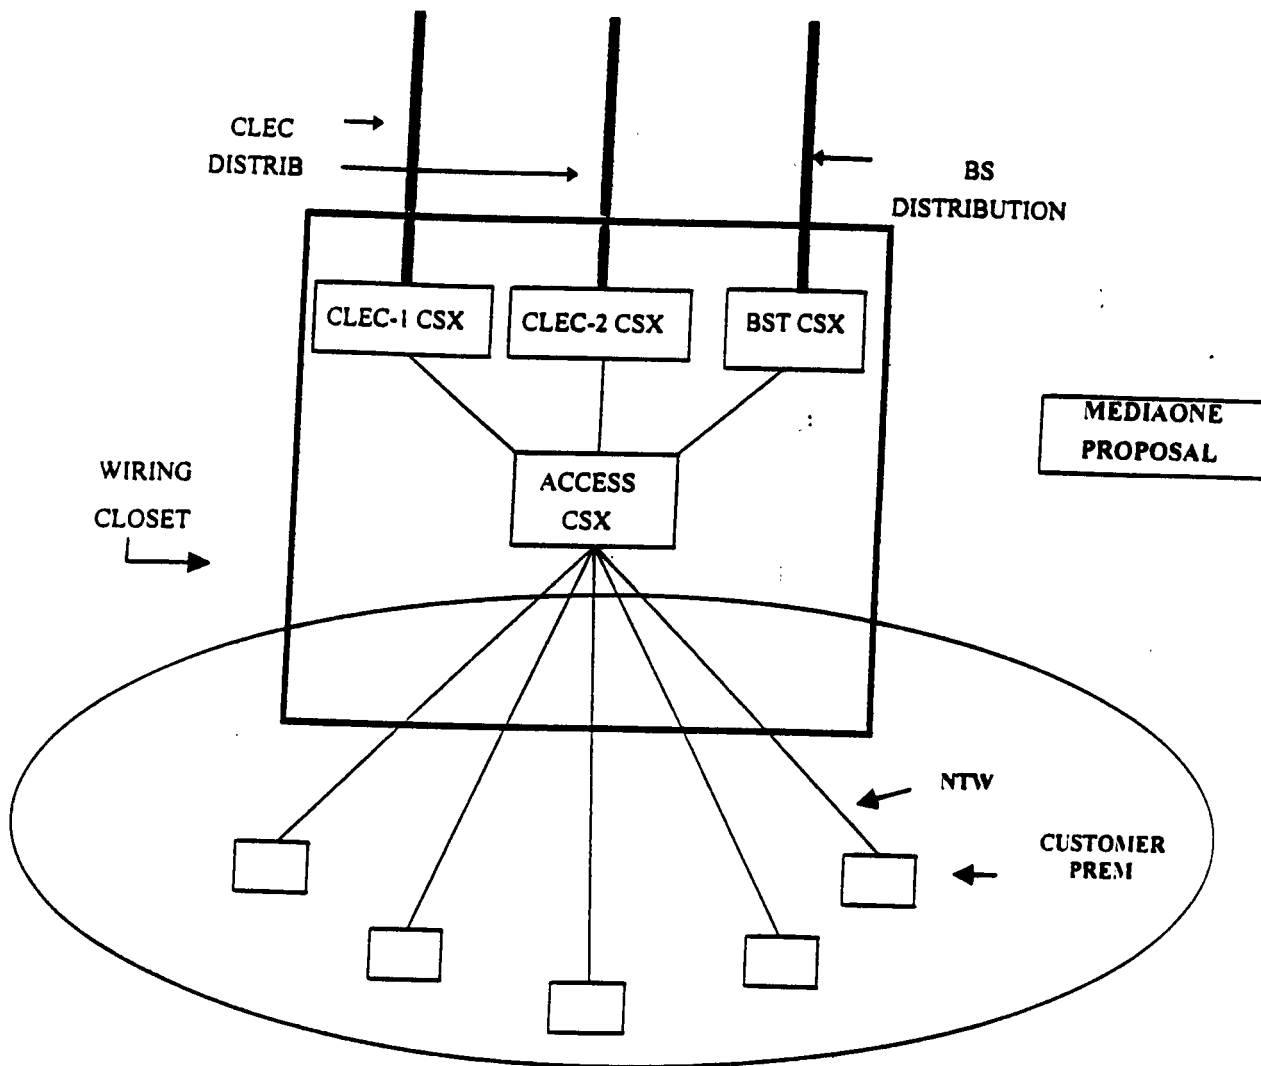 CLEC
DISTRIB
BS
DISTRIBUTION
CLEC-1 CSX
CLEC-2 CSX
BST CSX
MEDIAONE
PROPOSAL
ACCESS
CSX
WIRING
CLOSET
NTW
CUSTOMER
PREM